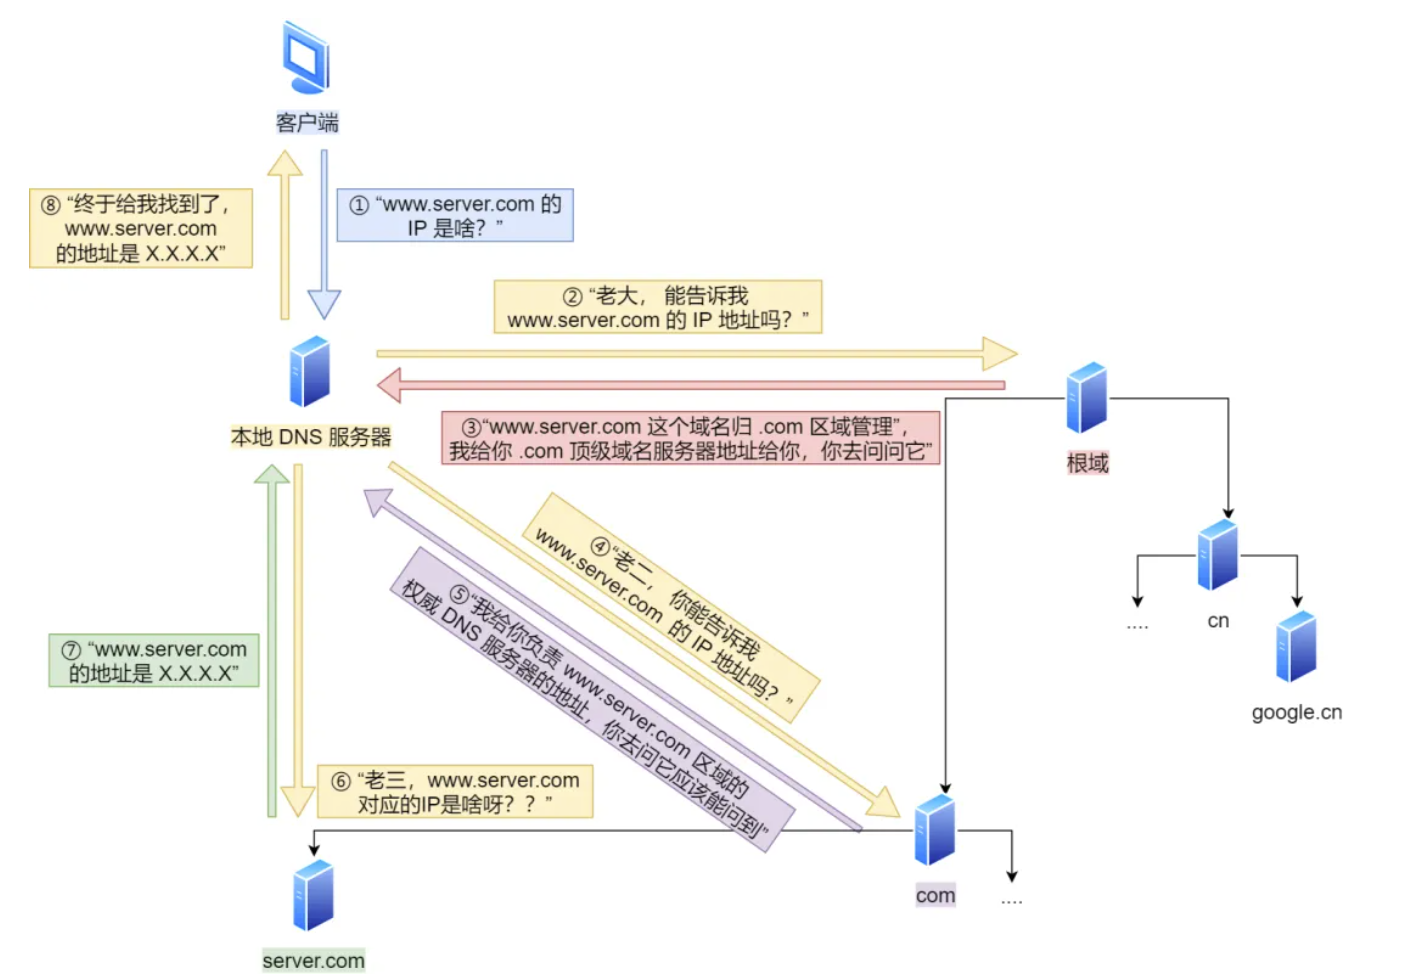 客户端
⑧ “终于给我找到了，
www.server.com
的地址是 X.X.X.X”
① “www.server.com 的
IP 是啥？”
② “老大， 能告诉我
www.server.com 的 IP 地址吗？”
本地 DNS 服务器
③“www.server.com 这个域名归 .com 区域管理”，
我给你 .com 顶级域名服务器地址给你，你去问问它”
根域
④“老二， 你能告诉我
www.server.com 的 IP 地址吗？”
⑤“我给你负责 www.server.com 区域的
权威 DNS 服务器的地址，你去问它应该能问到”
....
cn
google.cn
⑦ “www.server.com
的地址是 X.X.X.X”
⑥ “老三，www.server.com
对应的IP是啥呀？？”
com
....
server.com